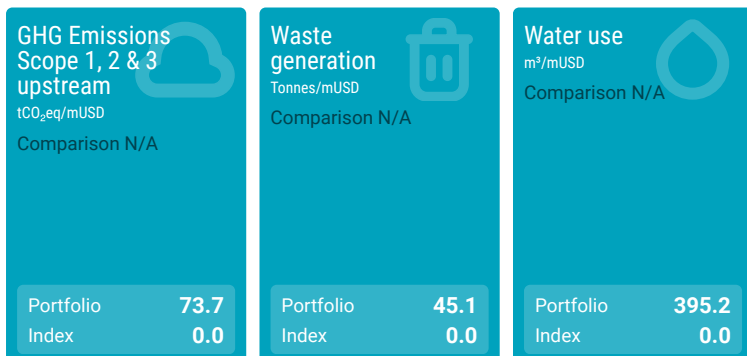 GHG Emissions
Scope 1, 2 & 3
upstream
tCO₂eq/mUSD
Comparison N/A
Portfolio 73.7
Index 0.0
Waste
generation
Tonnes/mUSD
Comparison N/A
Portfolio 45.1
Index 0.0
Water use
m³/mUSD
Comparison N/A
Portfolio 395.2
Index 0.0